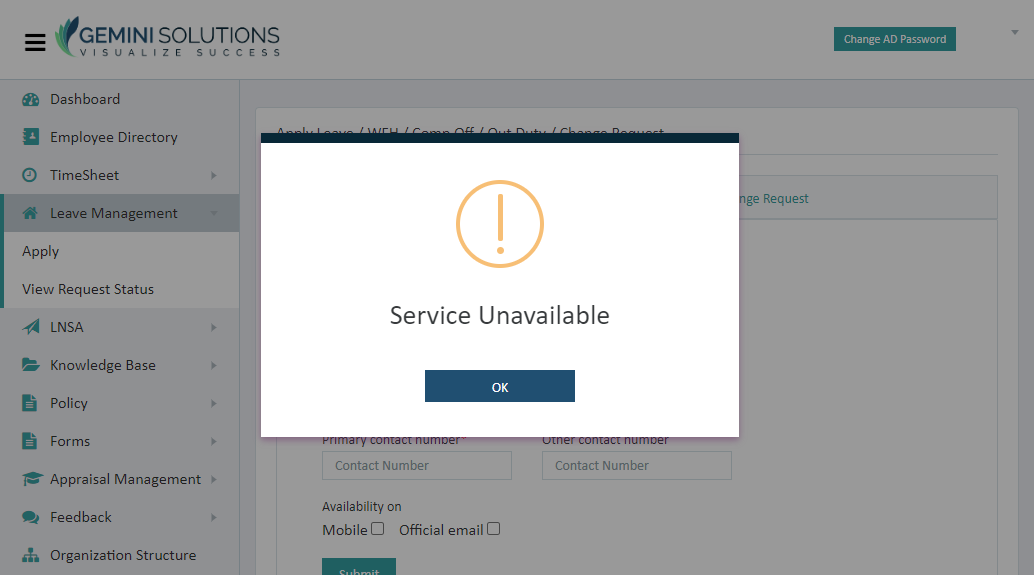 GEMINI SOLUTIONS
VISUALIZE SUCCESS
Change AD Password
Dashboard
Employee Directory
TimeSheet
Leave Management
Apply
View Request Status
LNSA
Knowledge Base
Policy
Forms
Appraisal Management
Feedback
Organization Structure
Apply Leave / WFH / Comp Off / Out Duty / Change Request
nge Request
Service Unavailable
OK
Primary contact number*
Other contact number
Contact Number
Contact Number
Availability on
Mobile
Official email
Submit